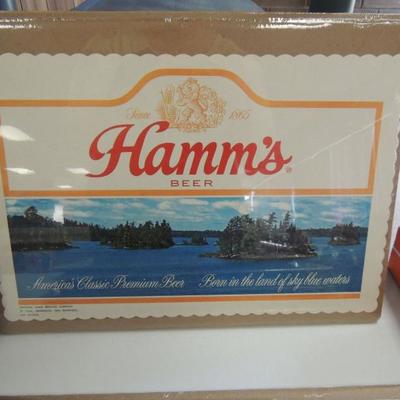 Since 1865
Hamm's
BEER
America's Classic Premium Beer Born in the land of sky blue waters